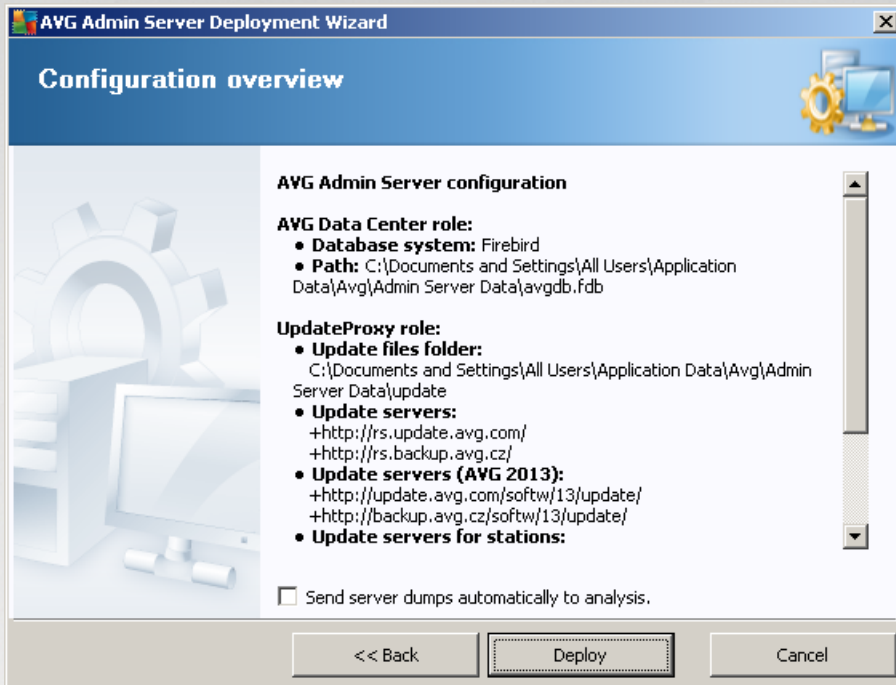 AVG Admin Server Deployment Wizard
Configuration overview
AVG Admin Server configuration
AVG Data Center role:
● Database system: Firebird
● Path: C:\Documents and Settings\All Users\Application
Data\Avg\Admin Server Data\avgdb.fdb
UpdateProxy role:
● Update files folder:
C:\Documents and Settings\All Users\Application Data\Avg\Admin
Server Data\update
● Update servers:
+http://rs.update.avg.com/
+http://rs.backup.avg.cz/
● Update servers (AVG 2013):
+http://update.avg.com/softw/13/update/
+http://backup.avg.cz/softw/13/update/
● Update servers for stations:
Send server dumps automatically to analysis.
<< Back
Deploy
Cancel